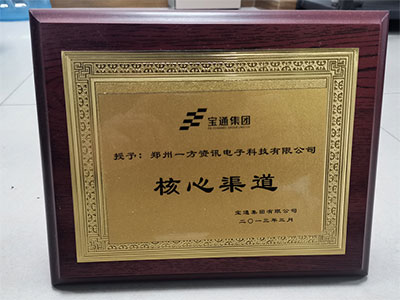 宝通集团
授予：郑州一方资讯电子科技有限公司
核心渠道
宝通集团有限公司
二〇一三年三月